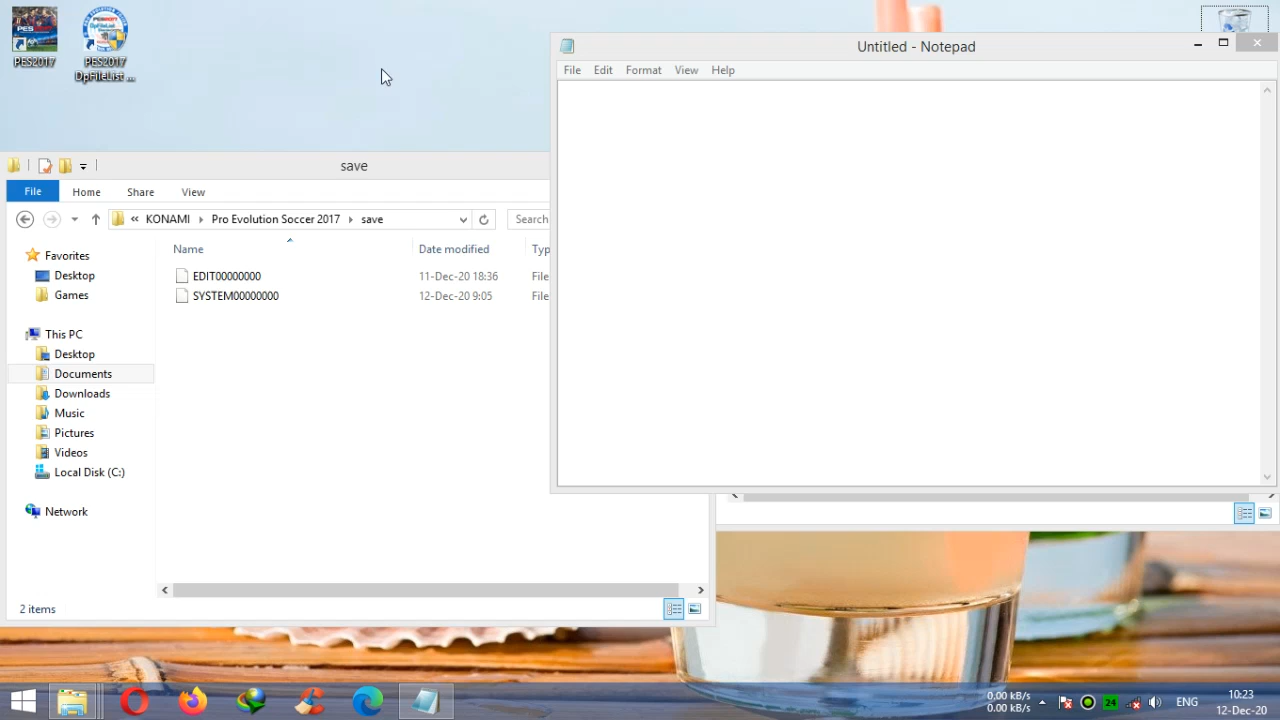 PES2017
PES2017
DpFileList ...
Untitled - Notepad
File Edit Format View Help
save
File Home Share View
« KONAMI › Pro Evolution Soccer 2017 › save
Search
Name Date modified Typ
EDIT00000000 11-Dec-20 18:36 File
SYSTEM00000000 12-Dec-20 9:05 File
Favorites
Desktop
Games
This PC
Desktop
Documents
Downloads
Music
Pictures
Videos
Local Disk (C:)
Network
2 items
0,00 kB/s
0.00 kB/s
24
ENG
10:23
12-Dec-20